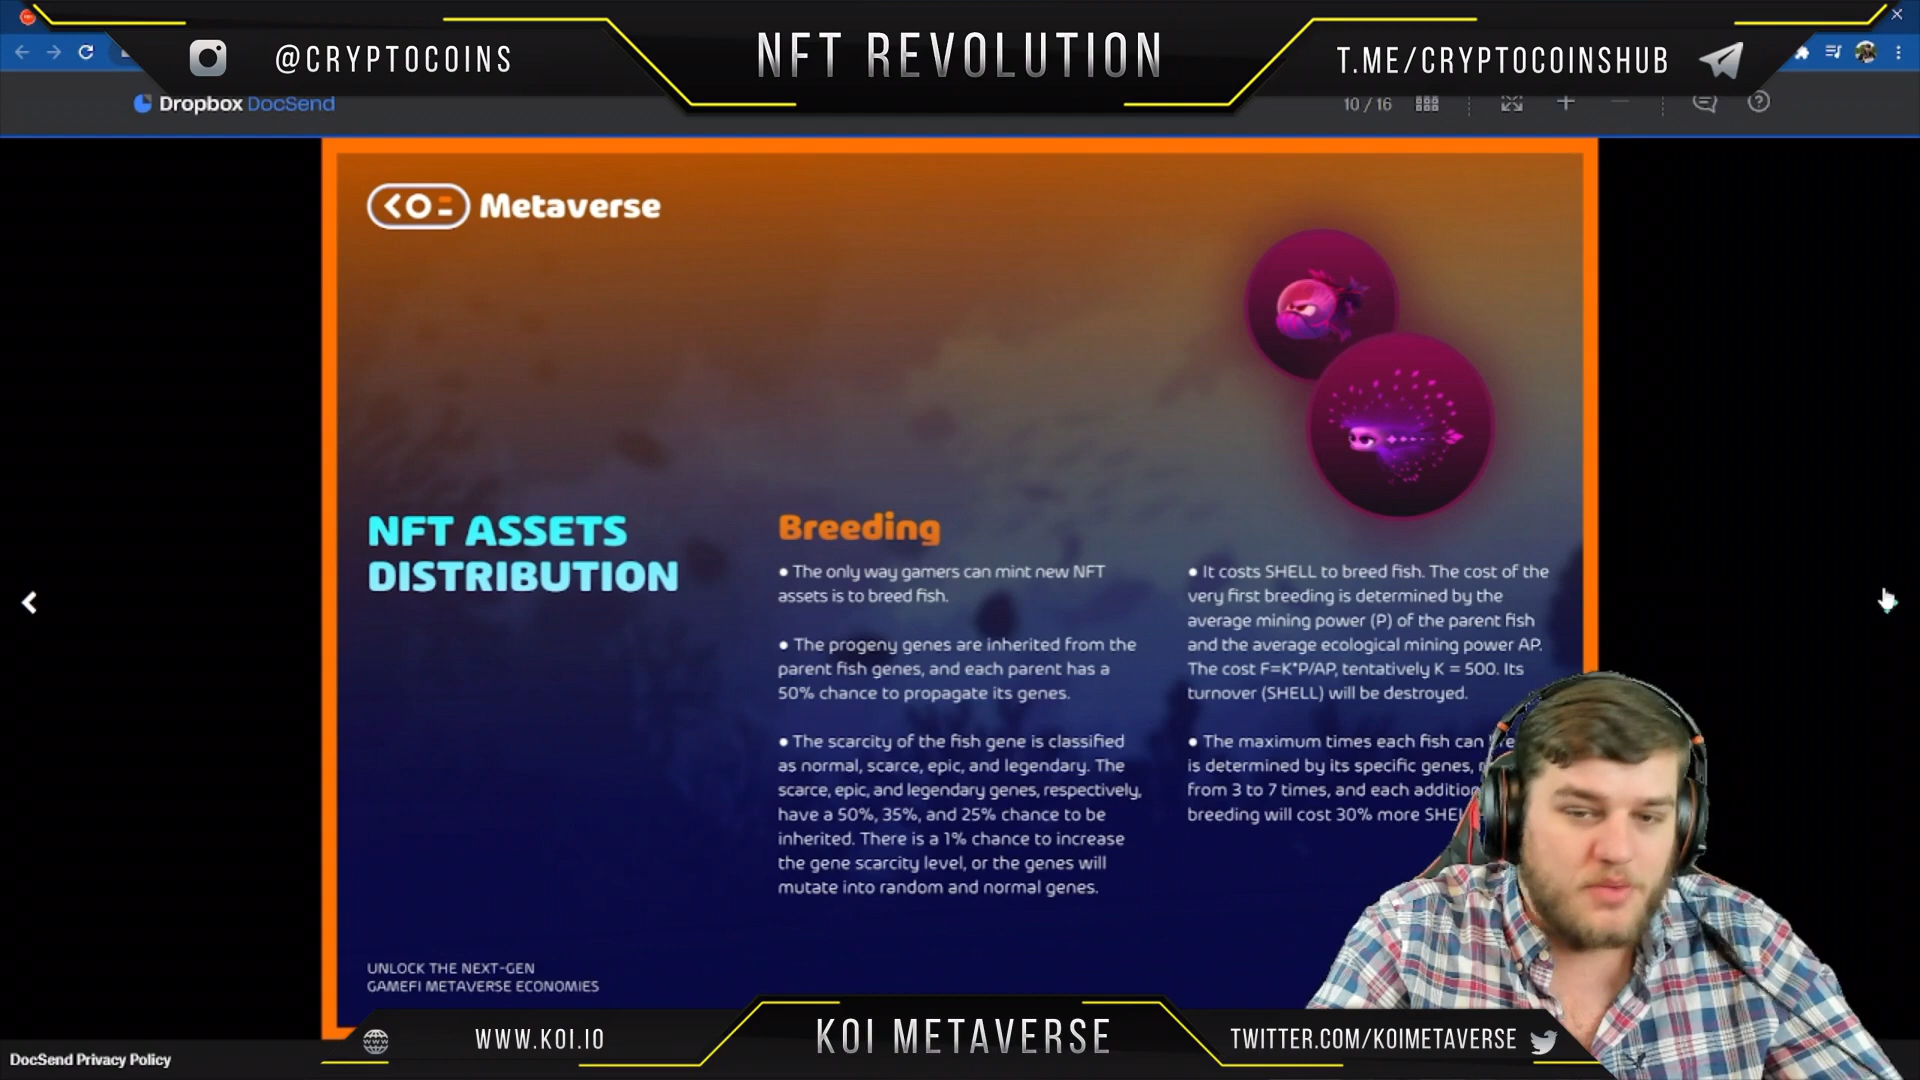 @CRYPTOCOINS
NFT REVOLUTION
T.ME/CRYPTOCOINSHUB
Dropbox DocSend
10 / 16
Metaverse
NFT ASSETS
DISTRIBUTION
Breeding
• The only way gamers can mint new NFT
assets is to breed fish.
• The progeny genes are inherited from the
parent fish genes, and each parent has a
50% chance to propagate its genes.
• The scarcity of the fish gene is classified
as normal, scarce, epic, and legendary. The
scarce, epic, and legendary genes, respectively,
have a 50%, 35%, and 25% chance to be
inherited. There is a 1% chance to increase
the gene scarcity level, or the genes will
mutate into random and normal genes.
• It costs SHELL to breed fish. The cost of the
very first breeding is determined by the
average mining power (P) of the parent fish
and the average ecological mining power AP.
The cost F=K*P/AP, tentatively K = 500. Its
turnover (SHELL) will be destroyed.
• The maximum times each fish can
is determined by its specific genes,
from 3 to 7 times, and each
breeding will cost 30% more
UNLOCK THE NEXT-GEN
GAMEFI METAVERSE ECONOMIES
WWW.KOI.IO
KOI METAVERSE
TWITTER.COM/KOIMETAVERSE
DocSend Privacy Policy